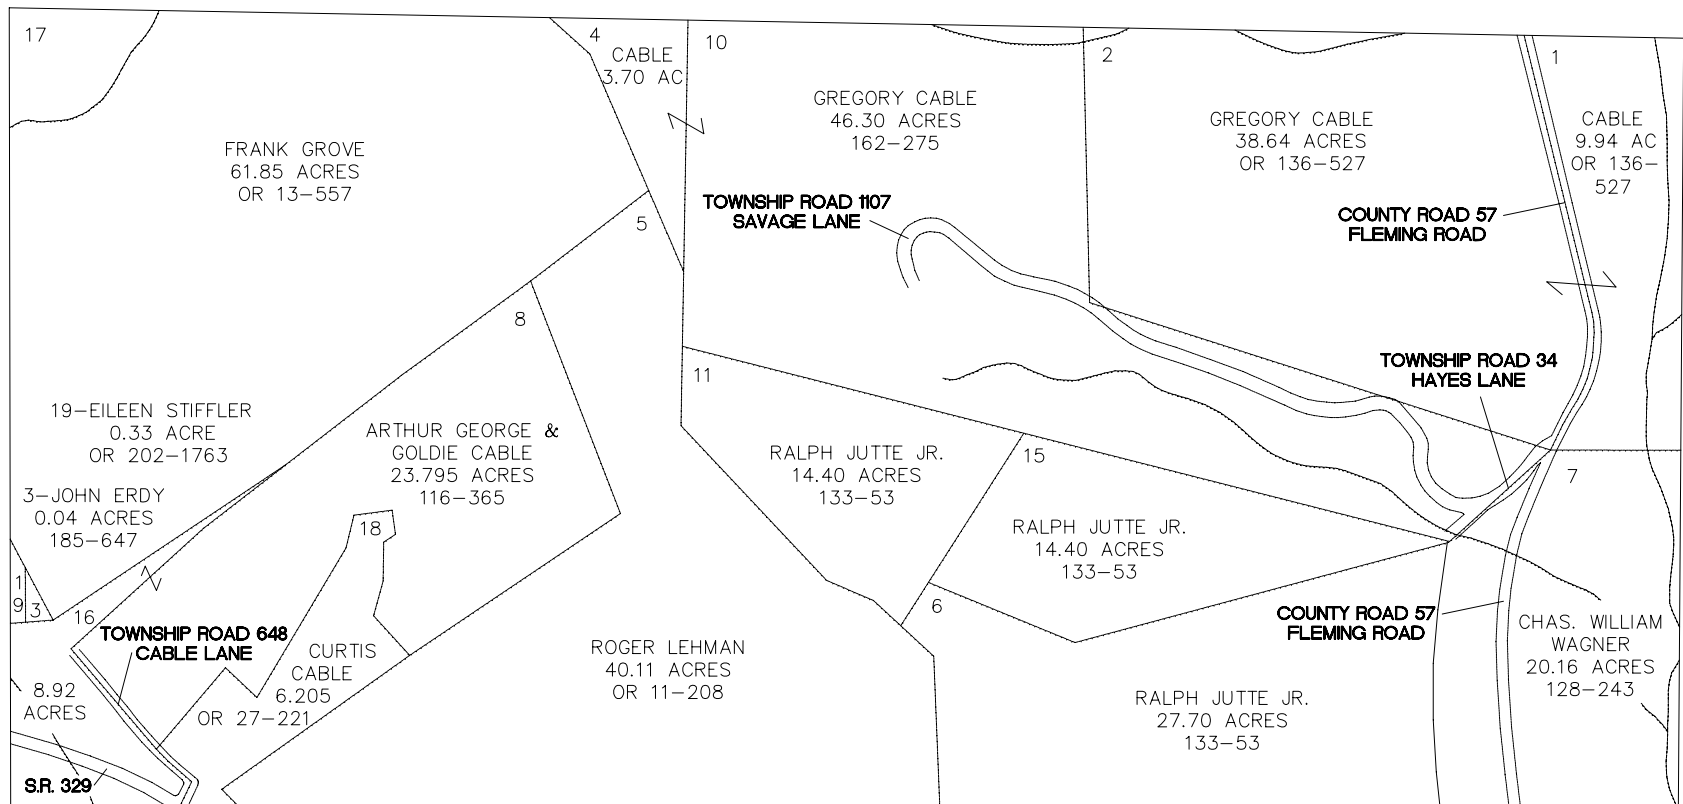 17
4
CABLE
3.70 AC
10
2
1
GREGORY CABLE
46.30 ACRES
162-275
GREGORY CABLE
38.64 ACRES
OR 136-527
CABLE
9.94 AC
OR 136-
527
FRANK GROVE
61.85 ACRES
OR 13-557
TOWNSHIP ROAD 1107
SAVAGE LANE
5
COUNTY ROAD 57
FLEMING ROAD
8
TOWNSHIP ROAD 34
HAYES LANE
11
19-EILEEN STIFFLER
0.33 ACRE
OR 202-1763
ARTHUR GEORGE &
GOLDIE CABLE
23.795 ACRES
116-365
RALPH JUTTE JR.
14.40 ACRES
133-53
15
7
3-JOHN ERDY
0.04 ACRES
185-647
18
RALPH JUTTE JR.
14.40 ACRES
133-53
1
9
3
16
6
TOWNSHIP ROAD 648
CABLE LANE
COUNTY ROAD 57
FLEMING ROAD
CHAS. WILLIAM
WAGNER
20.16 ACRES
128-243
CURTIS
CABLE
6.205
OR 27-221
ROGER LEHMAN
40.11 ACRES
OR 11-208
8.92
ACRES
RALPH JUTTE JR.
27.70 ACRES
133-53
S.R. 329